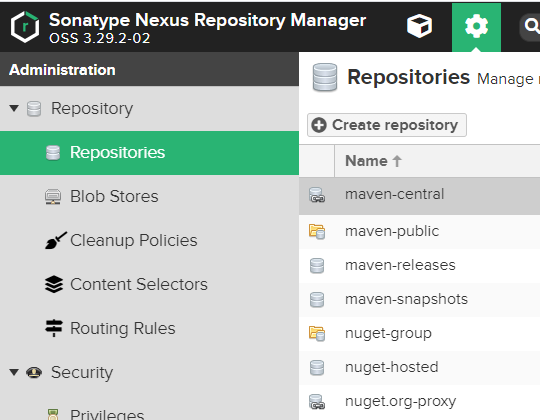 Sonatype Nexus Repository Manager
OSS 3.29.2-02
Administration
Repository
Repositories
Blob Stores
Cleanup Policies
Content Selectors
Routing Rules
Security
Privileges
Repositories Manage
Create repository
Name
maven-central
maven-public
maven-releases
maven-snapshots
nuget-group
nuget-hosted
nuget.org-proxy